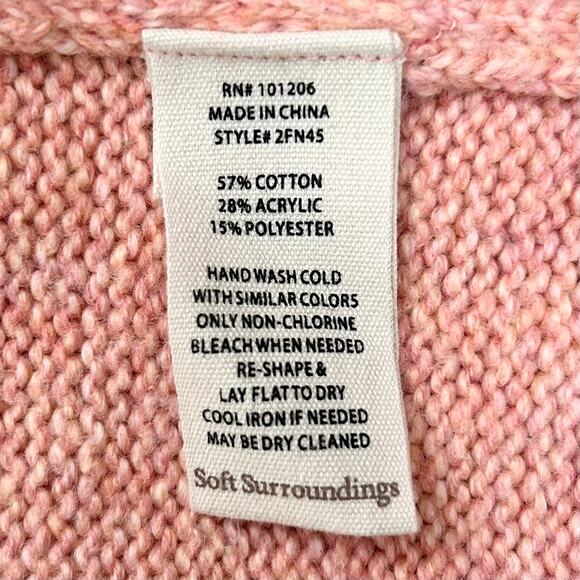 RN# 101206
MADE IN CHINA
STYLE# 2FN45
57% COTTON
28% ACRYLIC
15% POLYESTER
HAND WASH COLD
WITH SIMILAR COLORS
ONLY NON-CHLORINE
BLEACH WHEN NEEDED
RE-SHAPE &
LAY FLAT TO DRY
COOL IRON IF NEEDED
MAY BE DRY CLEANED
Soft Surroundings